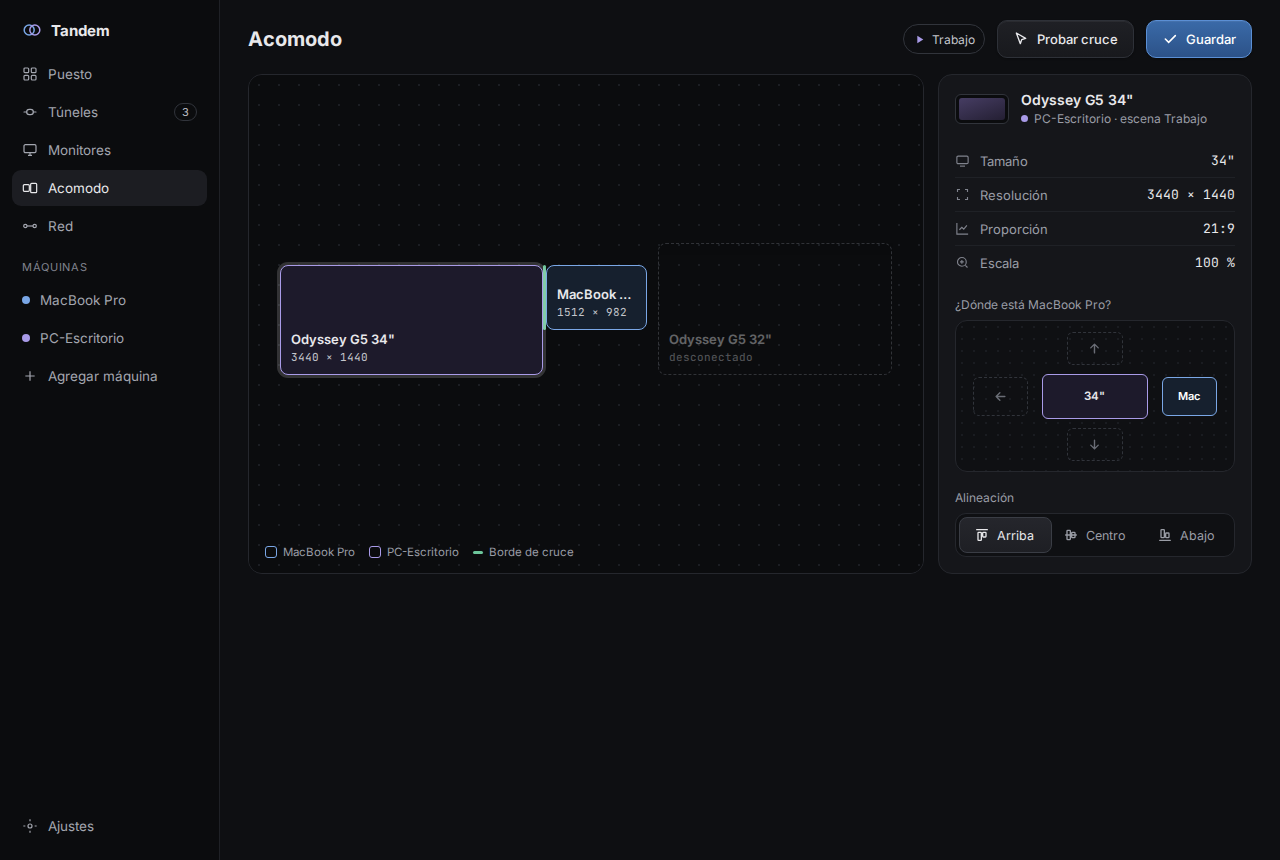 Tandem
Puesto
Túneles
3
Monitores
Acomodo
Red
MÁQUINAS
MacBook Pro
PC-Escritorio
Agregar máquina
Ajustes
Acomodo
Trabajo
Probar cruce
Guardar
Odyssey G5 34"
3440 × 1440
MacBook ...
1512 × 982
Odyssey G5 32"
desconectado
MacBook Pro
PC-Escritorio
Borde de cruce
Odyssey G5 34"
PC-Escritorio · escena Trabajo
Tamaño 34"
Resolución 3440 × 1440
Proporción 21:9
Escala 100 %
¿Dónde está MacBook Pro?
↑
← 34" Mac
↓
Alineación
Arriba
Centro
Abajo